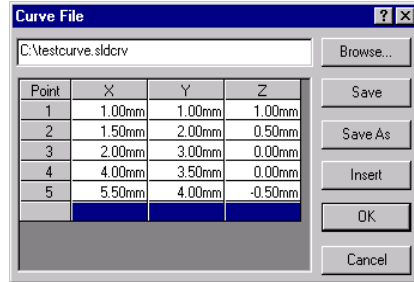 Curve File
C:\testcurve.sldcrv
Browse...
Point X Y Z
1 1.00mm 1.00mm 1.00mm
2 1.50mm 2.00mm 0.50mm
3 2.00mm 3.00mm 0.00mm
4 4.00mm 3.50mm 0.00mm
5 5.50mm 4.00mm -0.50mm
Save
Save As
Insert
OK
Cancel